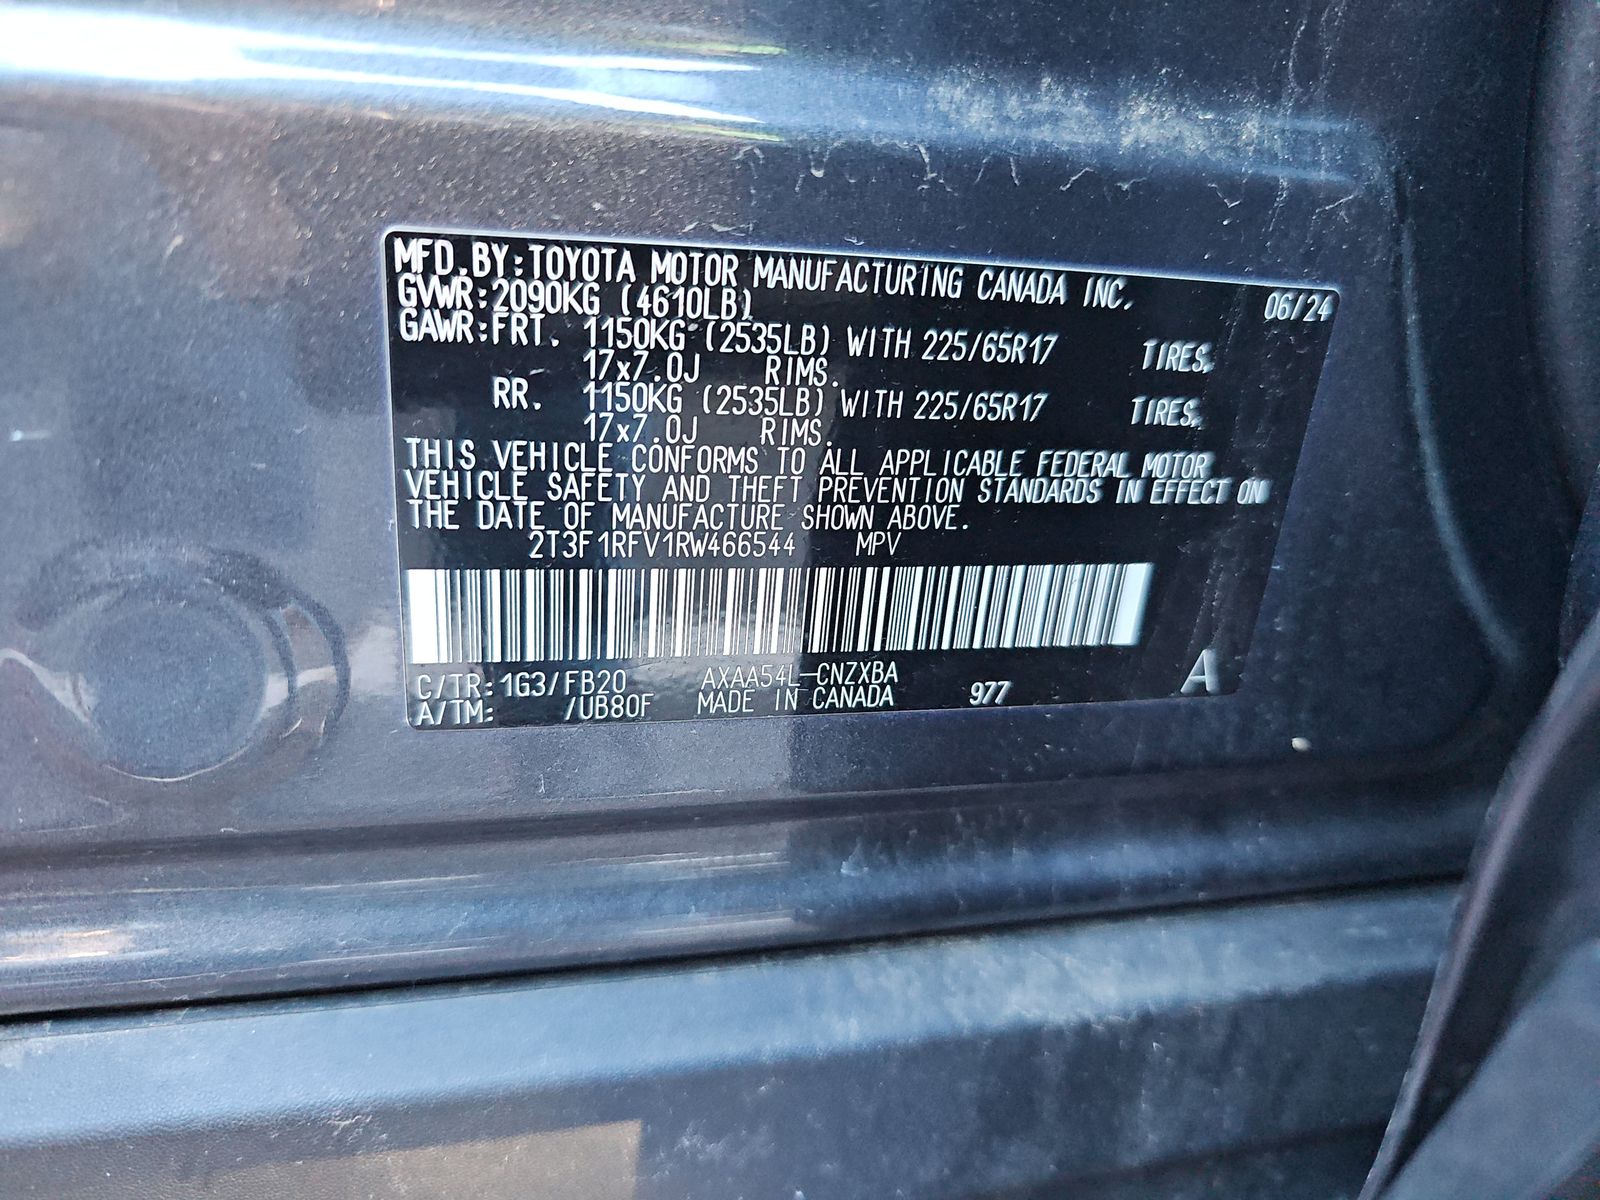 MFD.BY:TOYOTA MOTOR MANUFACTURING CANADA INC. 06/24
GVWR:2090KG (4610LB)
GAWR:FRT. 1150KG (2535LB) WITH 225/65R17 TIRES,
17x7.0J RIMS.
RR. 1150KG (2535LB) WITH 225/65R17 TIRES,
17x7.0J RIMS.
THIS VEHICLE CONFORMS TO ALL APPLICABLE FEDERAL MOTOR
VEHICLE SAFETY AND THEFT PREVENTION STANDARDS IN EFFECT ON
THE DATE OF MANUFACTURE SHOWN ABOVE.
2T3F1RFV1RW466544 MPV
C/TR:1G3/FB20 AXAA54L-CNZXBA A
A/TM: /UB80F MADE IN CANADA 977